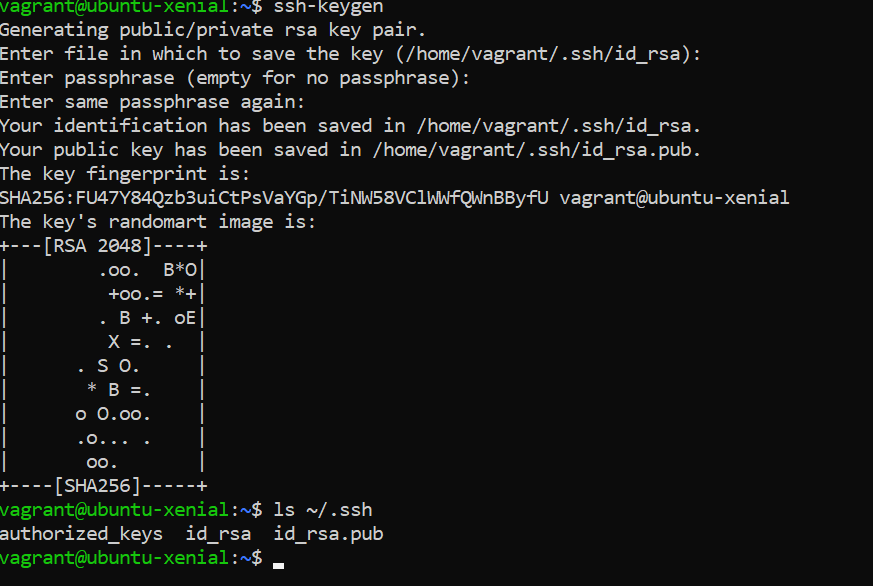 vagrant@ubuntu-xenial:~$ ssh-keygen
Generating public/private rsa key pair.
Enter file in which to save the key (/home/vagrant/.ssh/id_rsa):
Enter passphrase (empty for no passphrase):
Enter same passphrase again:
Your identification has been saved in /home/vagrant/.ssh/id_rsa.
Your public key has been saved in /home/vagrant/.ssh/id_rsa.pub.
The key fingerprint is:
SHA256:FU47Y84Qzb3uiCtPsVaYGp/TiNW58VClWWfQWnBByfU vagrant@ubuntu-xenial
The key's randomart image is:
+---[RSA 2048]----+
|        .oo.  B*O|
|         +oo.= *+|
|        . B +. oE|
|         X =. .  |
|      . S O.     |
|       * B =.    |
|      o O.oo.    |
|      .o... .    |
|       oo.       |
+----[SHA256]-----+
vagrant@ubuntu-xenial:~$ ls ~/.ssh
authorized_keys  id_rsa  id_rsa.pub
vagrant@ubuntu-xenial:~$